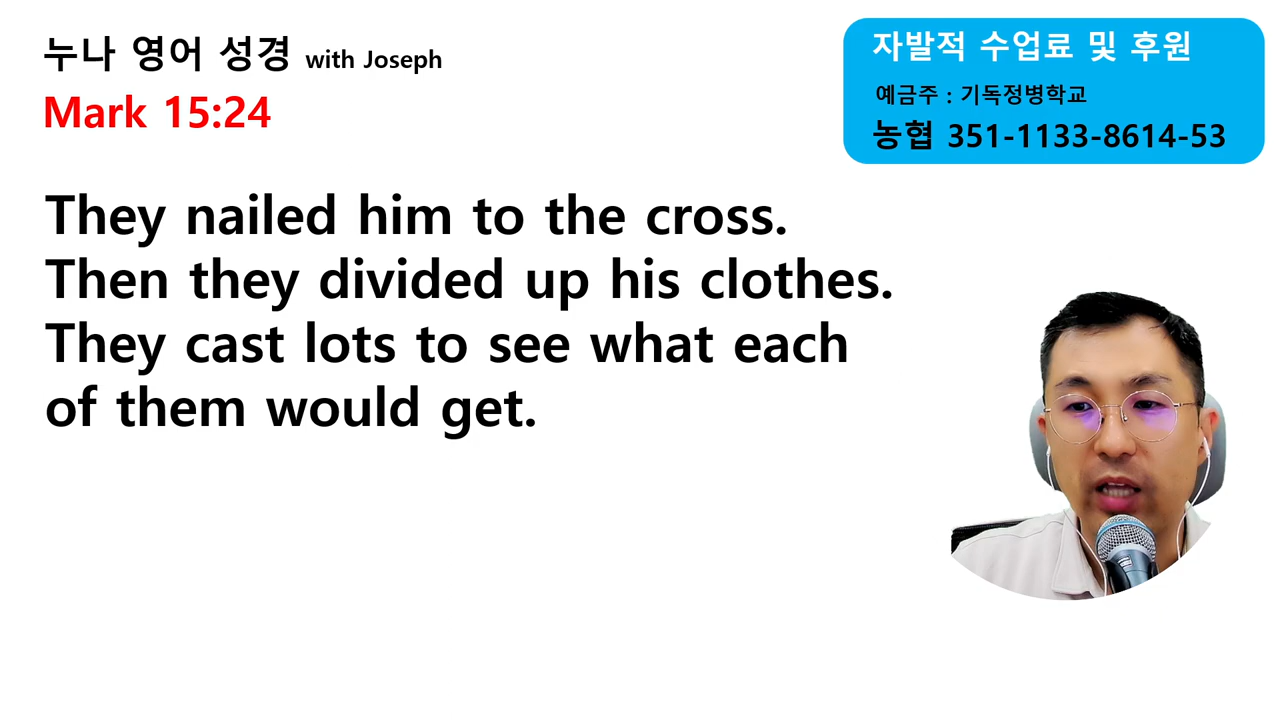 누나 영어 성경 with Joseph
Mark 15:24
자발적 수업료 및 후원
예금주 : 기독정병학교
농협 351-1133-8614-53
They nailed him to the cross.
Then they divided up his clothes.
They cast lots to see what each
of them would get.